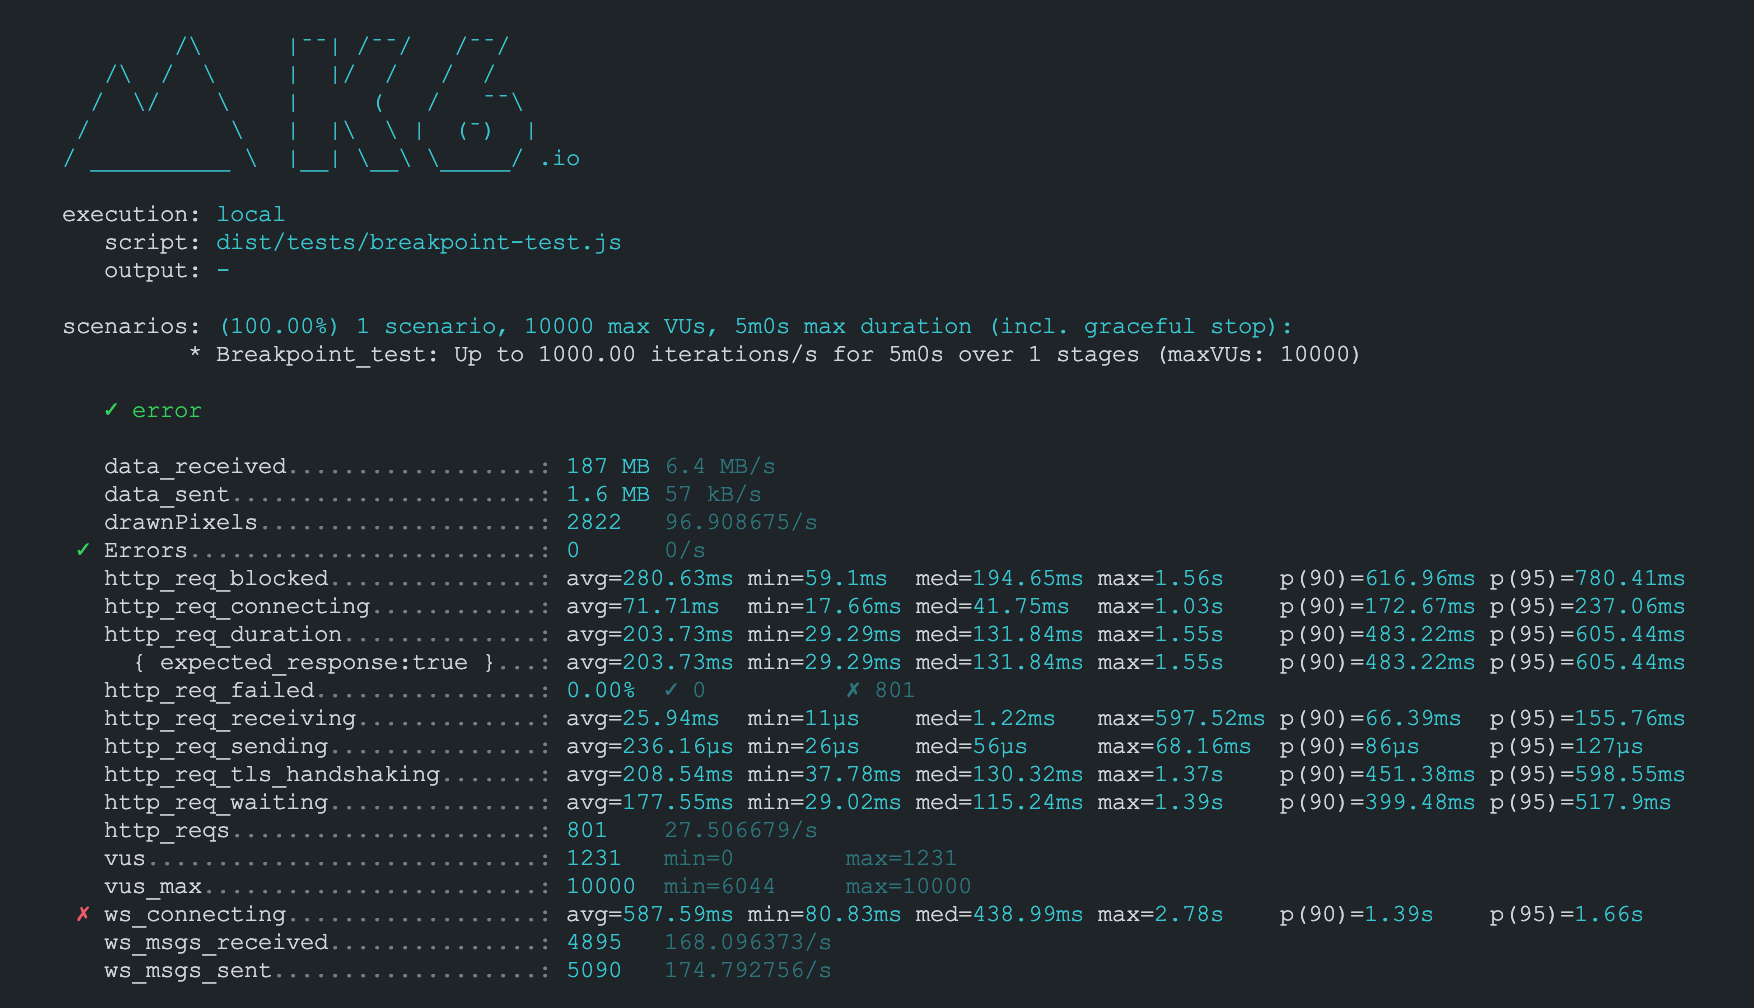 /\      |‾‾| /‾‾/   /‾‾/
     /\  /  \     |  |/  /   /  /
    /  \/    \    |     (   /   ‾‾\
   /          \   |  |\  \ |  (‾)  |
  / __________ \  |__| \__\ \_____/ .io

execution: local
script: dist/tests/breakpoint-test.js
output: -

scenarios: (100.00%) 1 scenario, 10000 max VUs, 5m0s max duration (incl. graceful stop):
* Breakpoint_test: Up to 1000.00 iterations/s for 5m0s over 1 stages (maxVUs: 10000)

✓ error

data_received..................: 187 MB 6.4 MB/s
data_sent......................: 1.6 MB 57 kB/s
drawnPixels....................: 2822   96.908675/s
✓ Errors.........................: 0      0/s
http_req_blocked...............: avg=280.63ms min=59.1ms  med=194.65ms max=1.56s    p(90)=616.96ms p(95)=780.41ms
http_req_connecting............: avg=71.71ms  min=17.66ms med=41.75ms  max=1.03s    p(90)=172.67ms p(95)=237.06ms
http_req_duration..............: avg=203.73ms min=29.29ms med=131.84ms max=1.55s    p(90)=483.22ms p(95)=605.44ms
{ expected_response:true }...: avg=203.73ms min=29.29ms med=131.84ms max=1.55s    p(90)=483.22ms p(95)=605.44ms
http_req_failed................: 0.00%  ✓ 0          ✗ 801
http_req_receiving.............: avg=25.94ms  min=11µs    med=1.22ms   max=597.52ms p(90)=66.39ms  p(95)=155.76ms
http_req_sending...............: avg=236.16µs min=26µs    med=56µs     max=68.16ms  p(90)=86µs     p(95)=127µs
http_req_tls_handshaking.......: avg=208.54ms min=37.78ms med=130.32ms max=1.37s    p(90)=451.38ms p(95)=598.55ms
http_req_waiting...............: avg=177.55ms min=29.02ms med=115.24ms max=1.39s    p(90)=399.48ms p(95)=517.9ms
http_reqs......................: 801    27.506679/s
vus............................: 1231   min=0        max=1231
vus_max........................: 10000  min=6044     max=10000
✗ ws_connecting..................: avg=587.59ms min=80.83ms med=438.99ms max=2.78s    p(90)=1.39s    p(95)=1.66s
ws_msgs_received...............: 4895   168.096373/s
ws_msgs_sent...................: 5090   174.792756/s